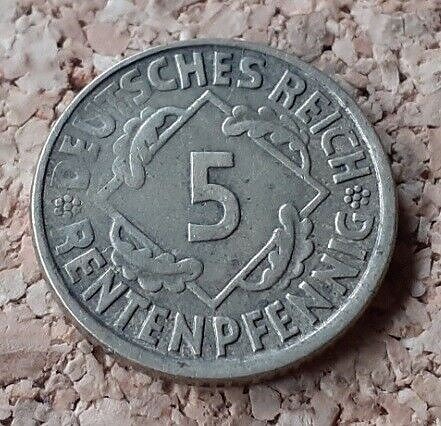 DEUTSCHES REICH
5
RENTENPFENNIG